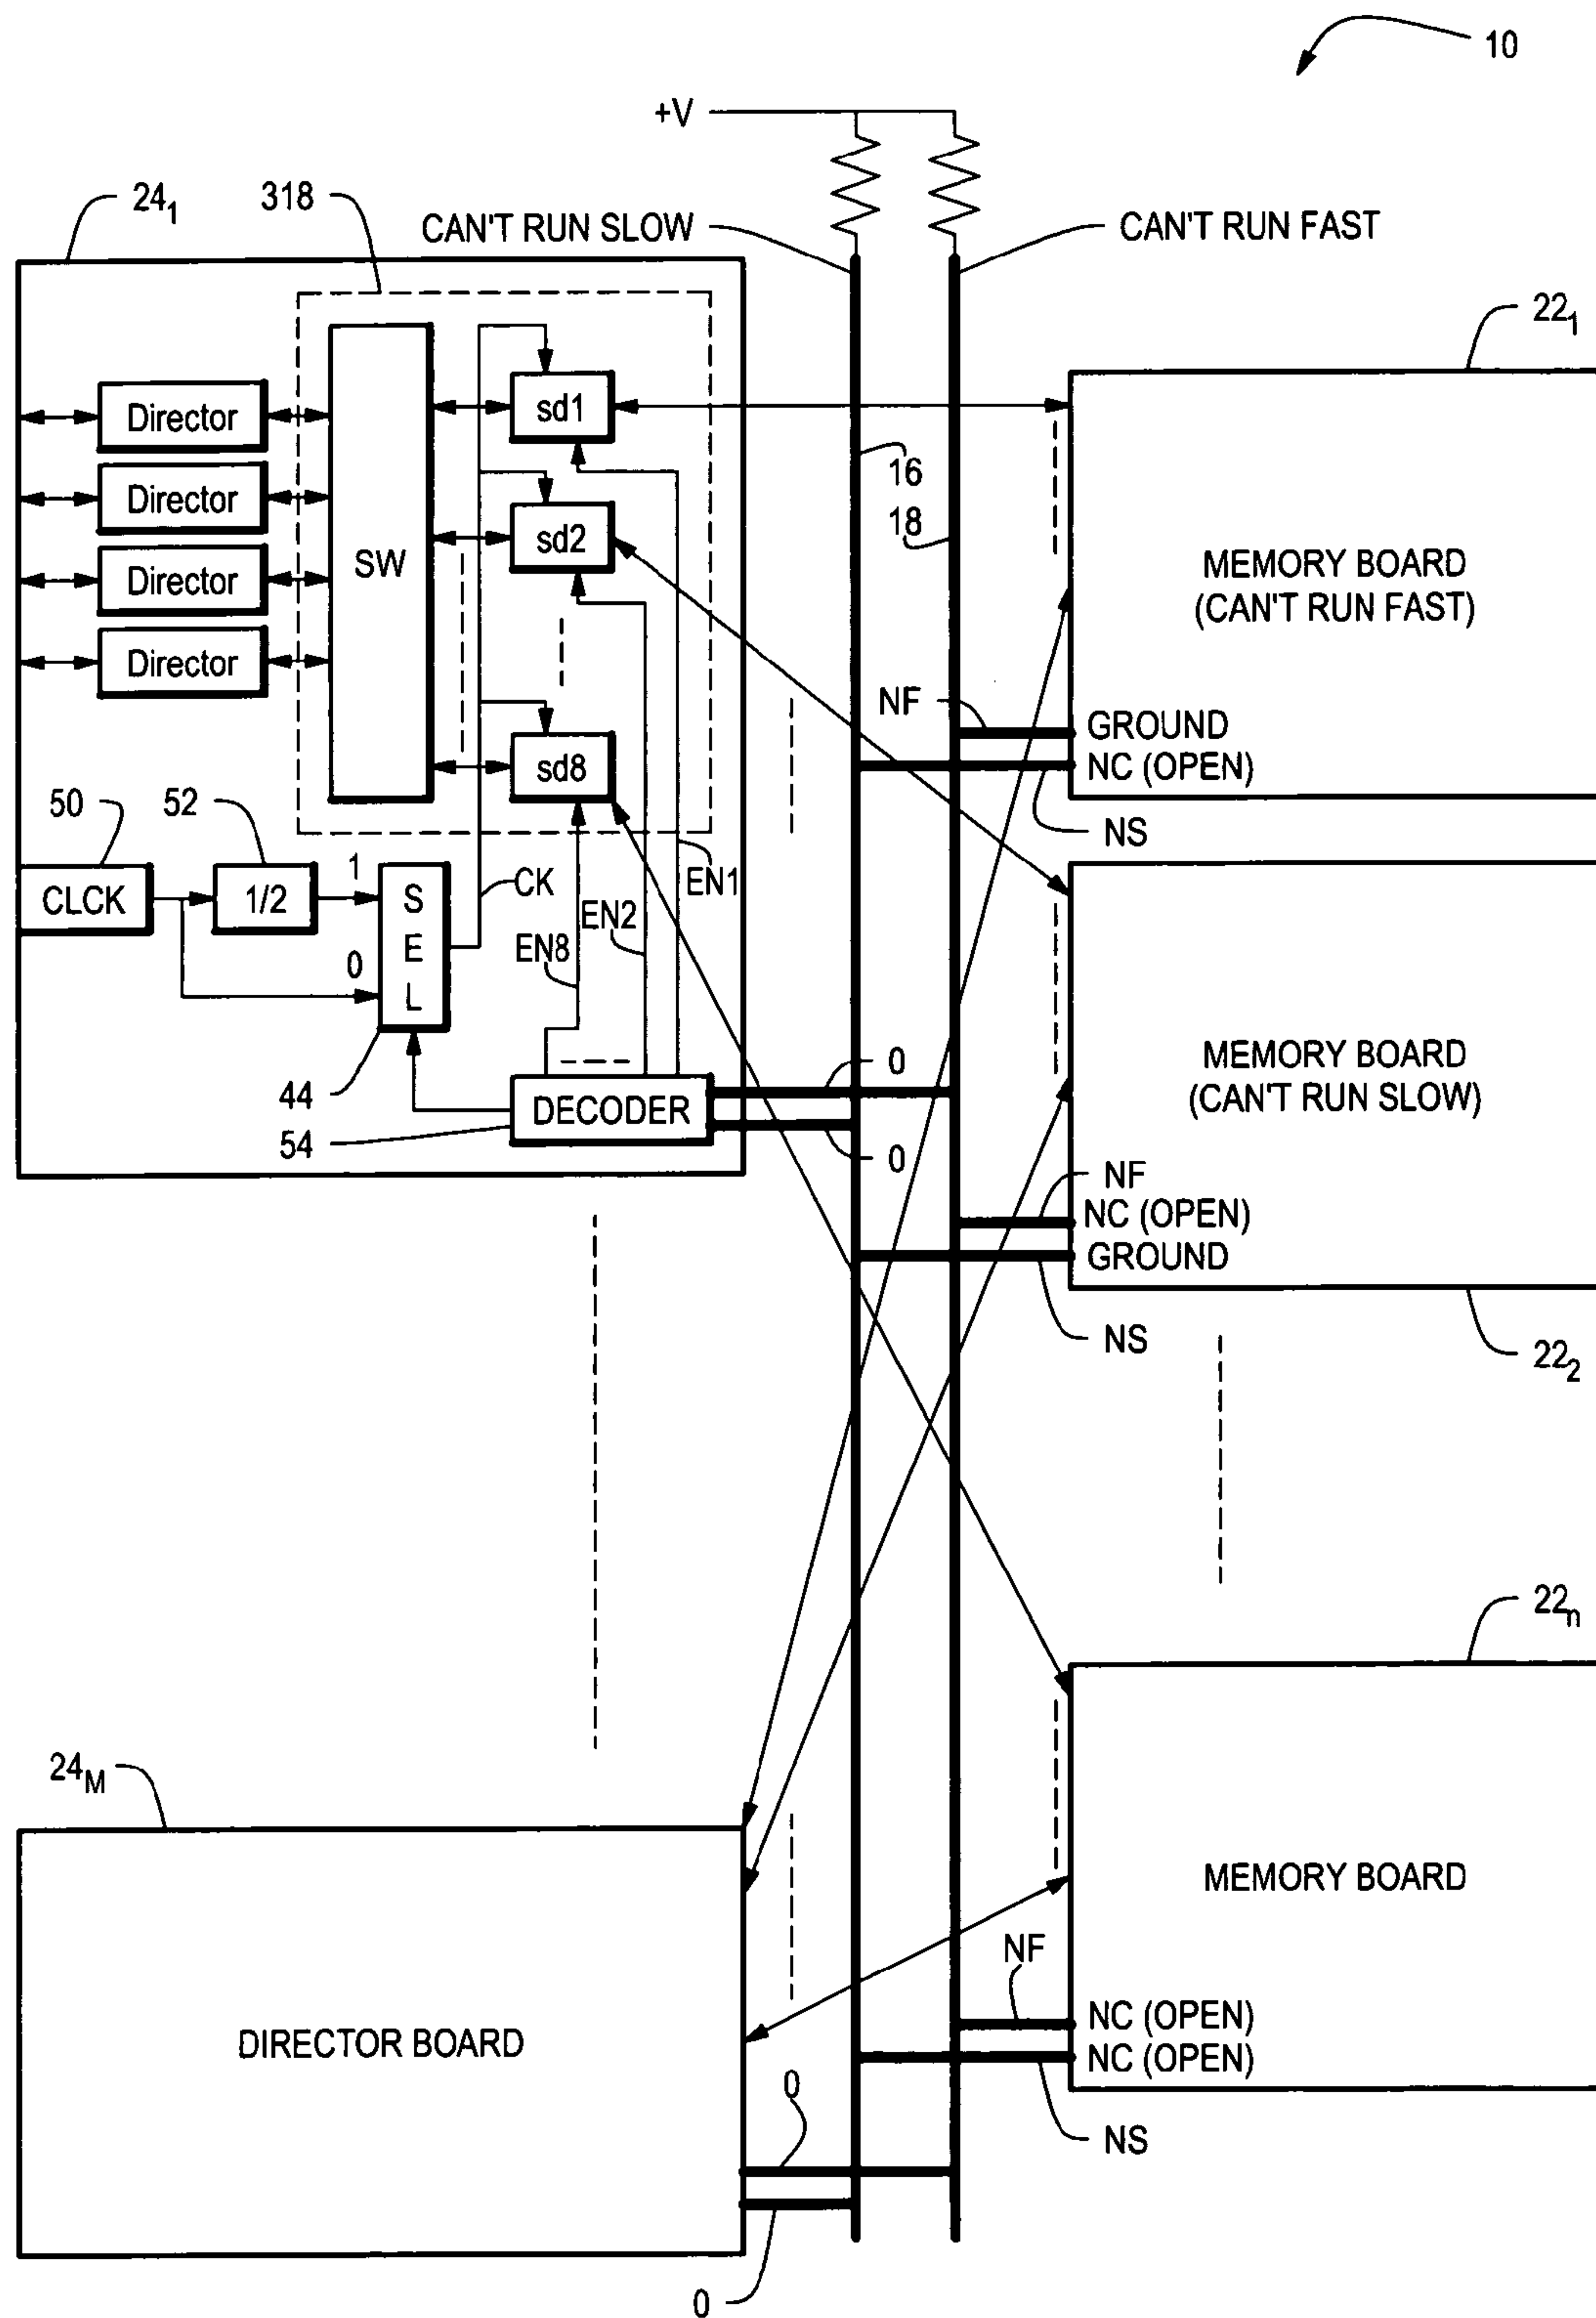 10
+V
24₁
318
CAN'T RUN SLOW
CAN'T RUN FAST
22₁
Director
Director
Director
Director
SW
sd1
sd2
sd8
16
18
MEMORY BOARD
(CAN'T RUN FAST)
NF
GROUND
NC (OPEN)
NS
50
52
CLCK
1/2
1
0
S
E
L
CK
EN8
EN2
EN1
44
DECODER
54
0
0
MEMORY BOARD
(CAN'T RUN SLOW)
NF
NC (OPEN)
GROUND
NS
22₂
22ₙ
24_M
MEMORY BOARD
NF
NC (OPEN)
NC (OPEN)
NS
DIRECTOR BOARD
0
0